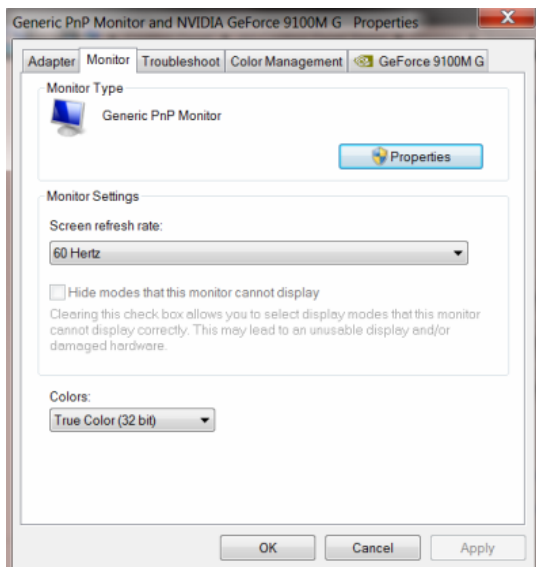 Generic PnP Monitor and NVIDIA GeForce 9100M G Properties
Adapter Monitor Troubleshoot Color Management GeForce 9100M G
Monitor Type
Generic PnP Monitor
Properties
Monitor Settings
Screen refresh rate:
60 Hertz
Hide modes that this monitor cannot display
Clearing this check box allows you to select display modes that this monitor
cannot display correctly. This may lead to an unusable display and/or
damaged hardware.
Colors:
True Color (32 bit)
OK Cancel Apply